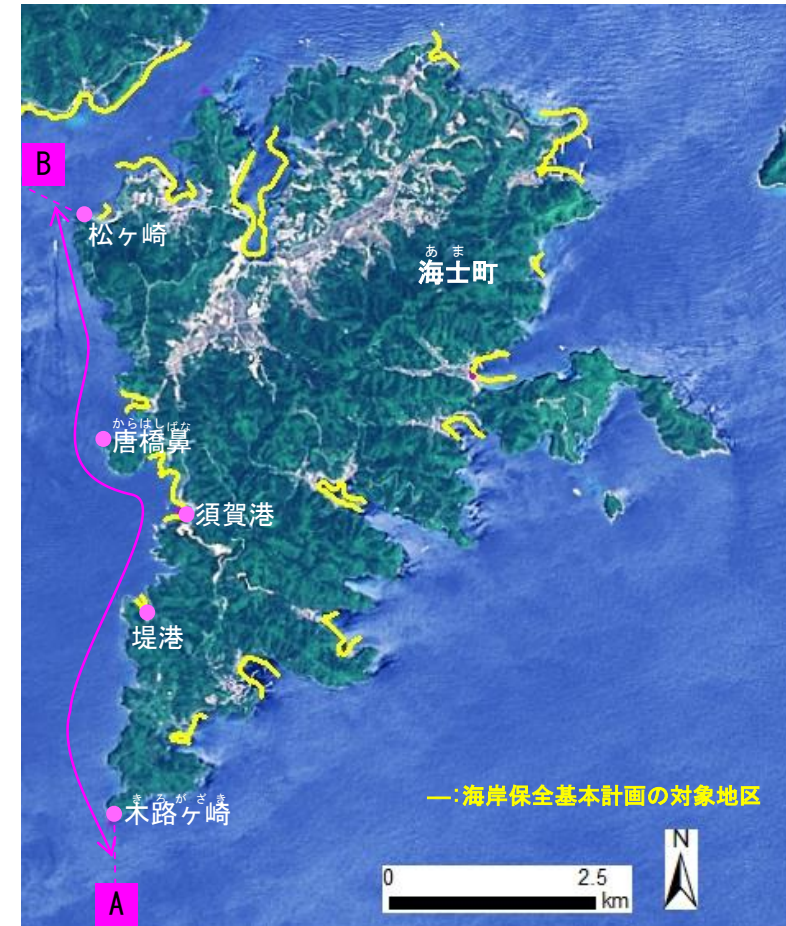 B
松ヶ崎
あま
海士町
からはしばな
唐橋鼻
須賀港
堤港
きろがざき
木路ヶ崎
―:海岸保全基本計画の対象地区
A
N
0 2.5
km